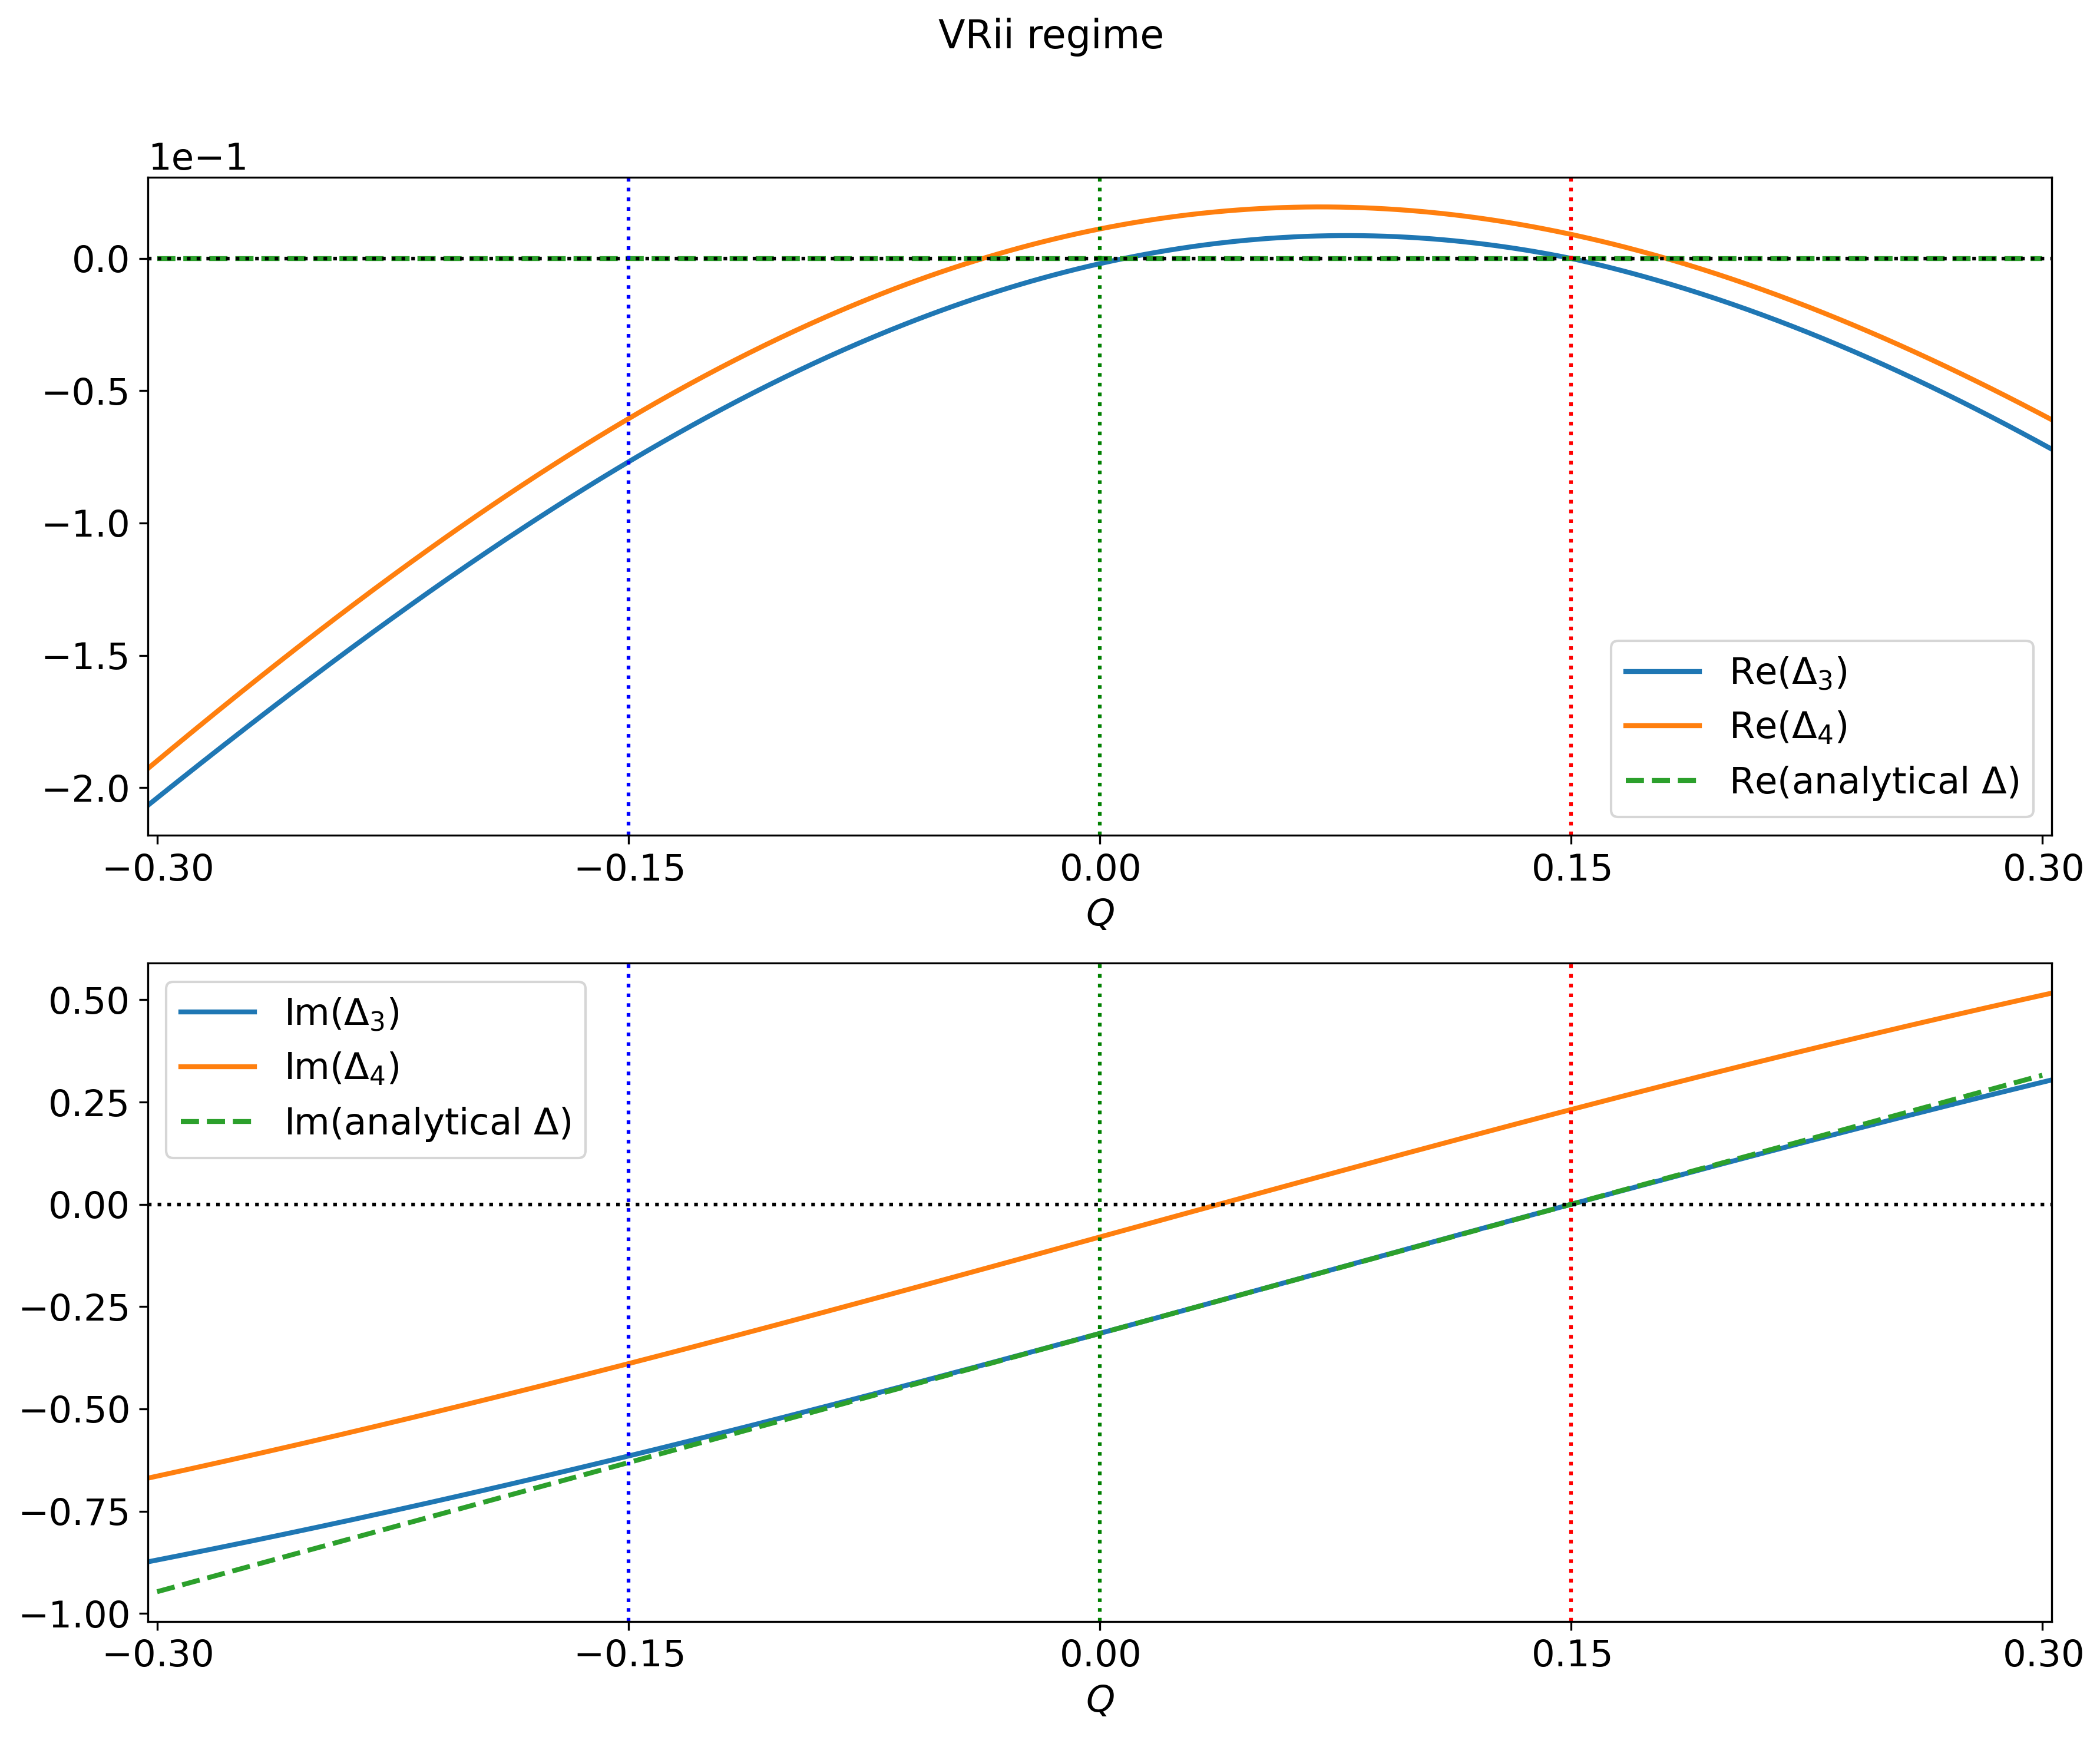 VRii regime
1e−1
0.0
−0.5
−1.0
−1.5
−2.0
Re(Δ₃)
Re(Δ₄)
Re(analytical Δ)
−0.30 −0.15 0.00 0.15 0.30
Q
0.50
0.25
0.00
−0.25
−0.50
−0.75
−1.00
Im(Δ₃)
Im(Δ₄)
Im(analytical Δ)
−0.30 −0.15 0.00 0.15 0.30
Q